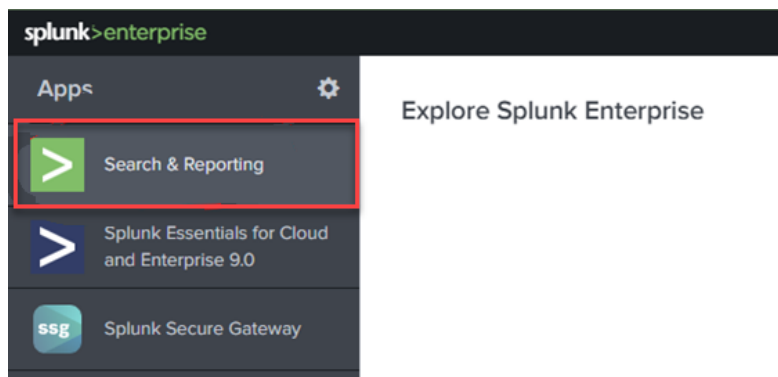 splunk>enterprise
Apps
Explore Splunk Enterprise
> Search & Reporting
> Splunk Essentials for Cloud
and Enterprise 9.0
ssg Splunk Secure Gateway